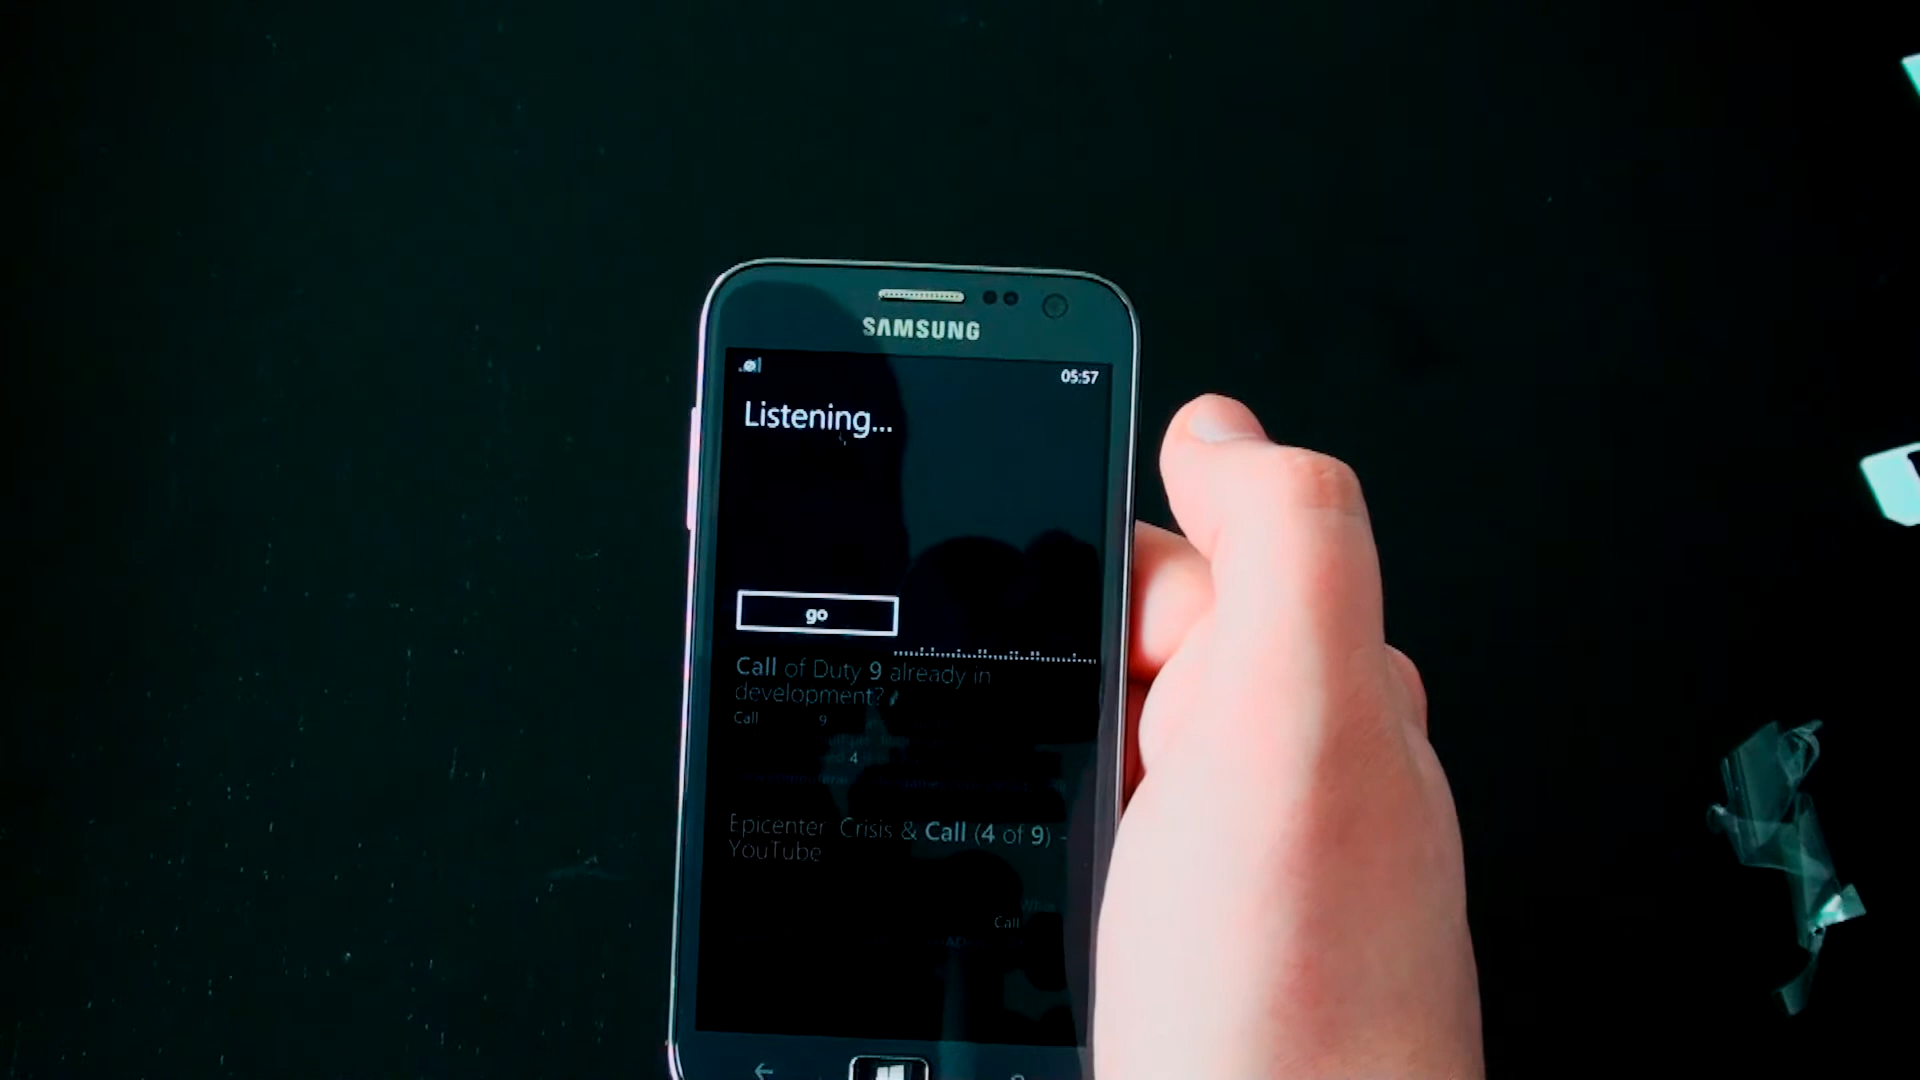 SAMSUNG
05:57
Listening...
go
Call of Duty 9 already in
development?
Call 9
4
Epicenter Crisis & Call (4 of 9) -
YouTube
Call